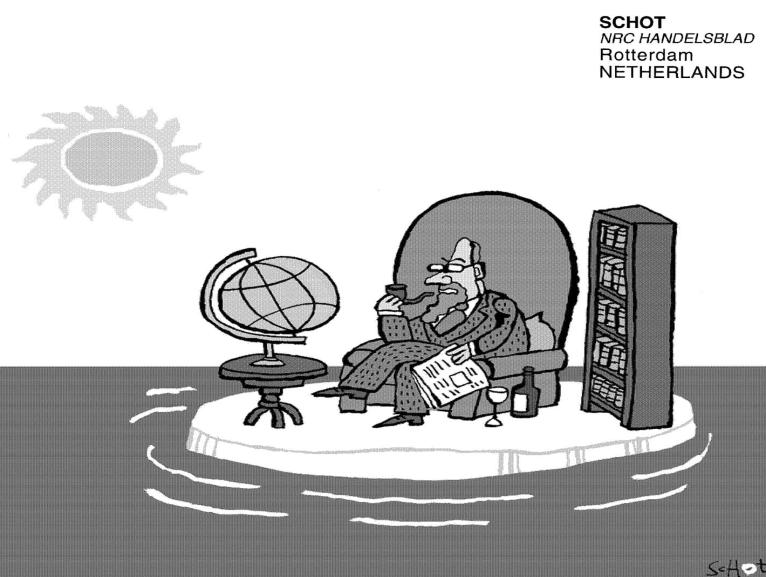 SCHOT
NRC HANDELSBLAD
Rotterdam
NETHERLANDS
SCHOt